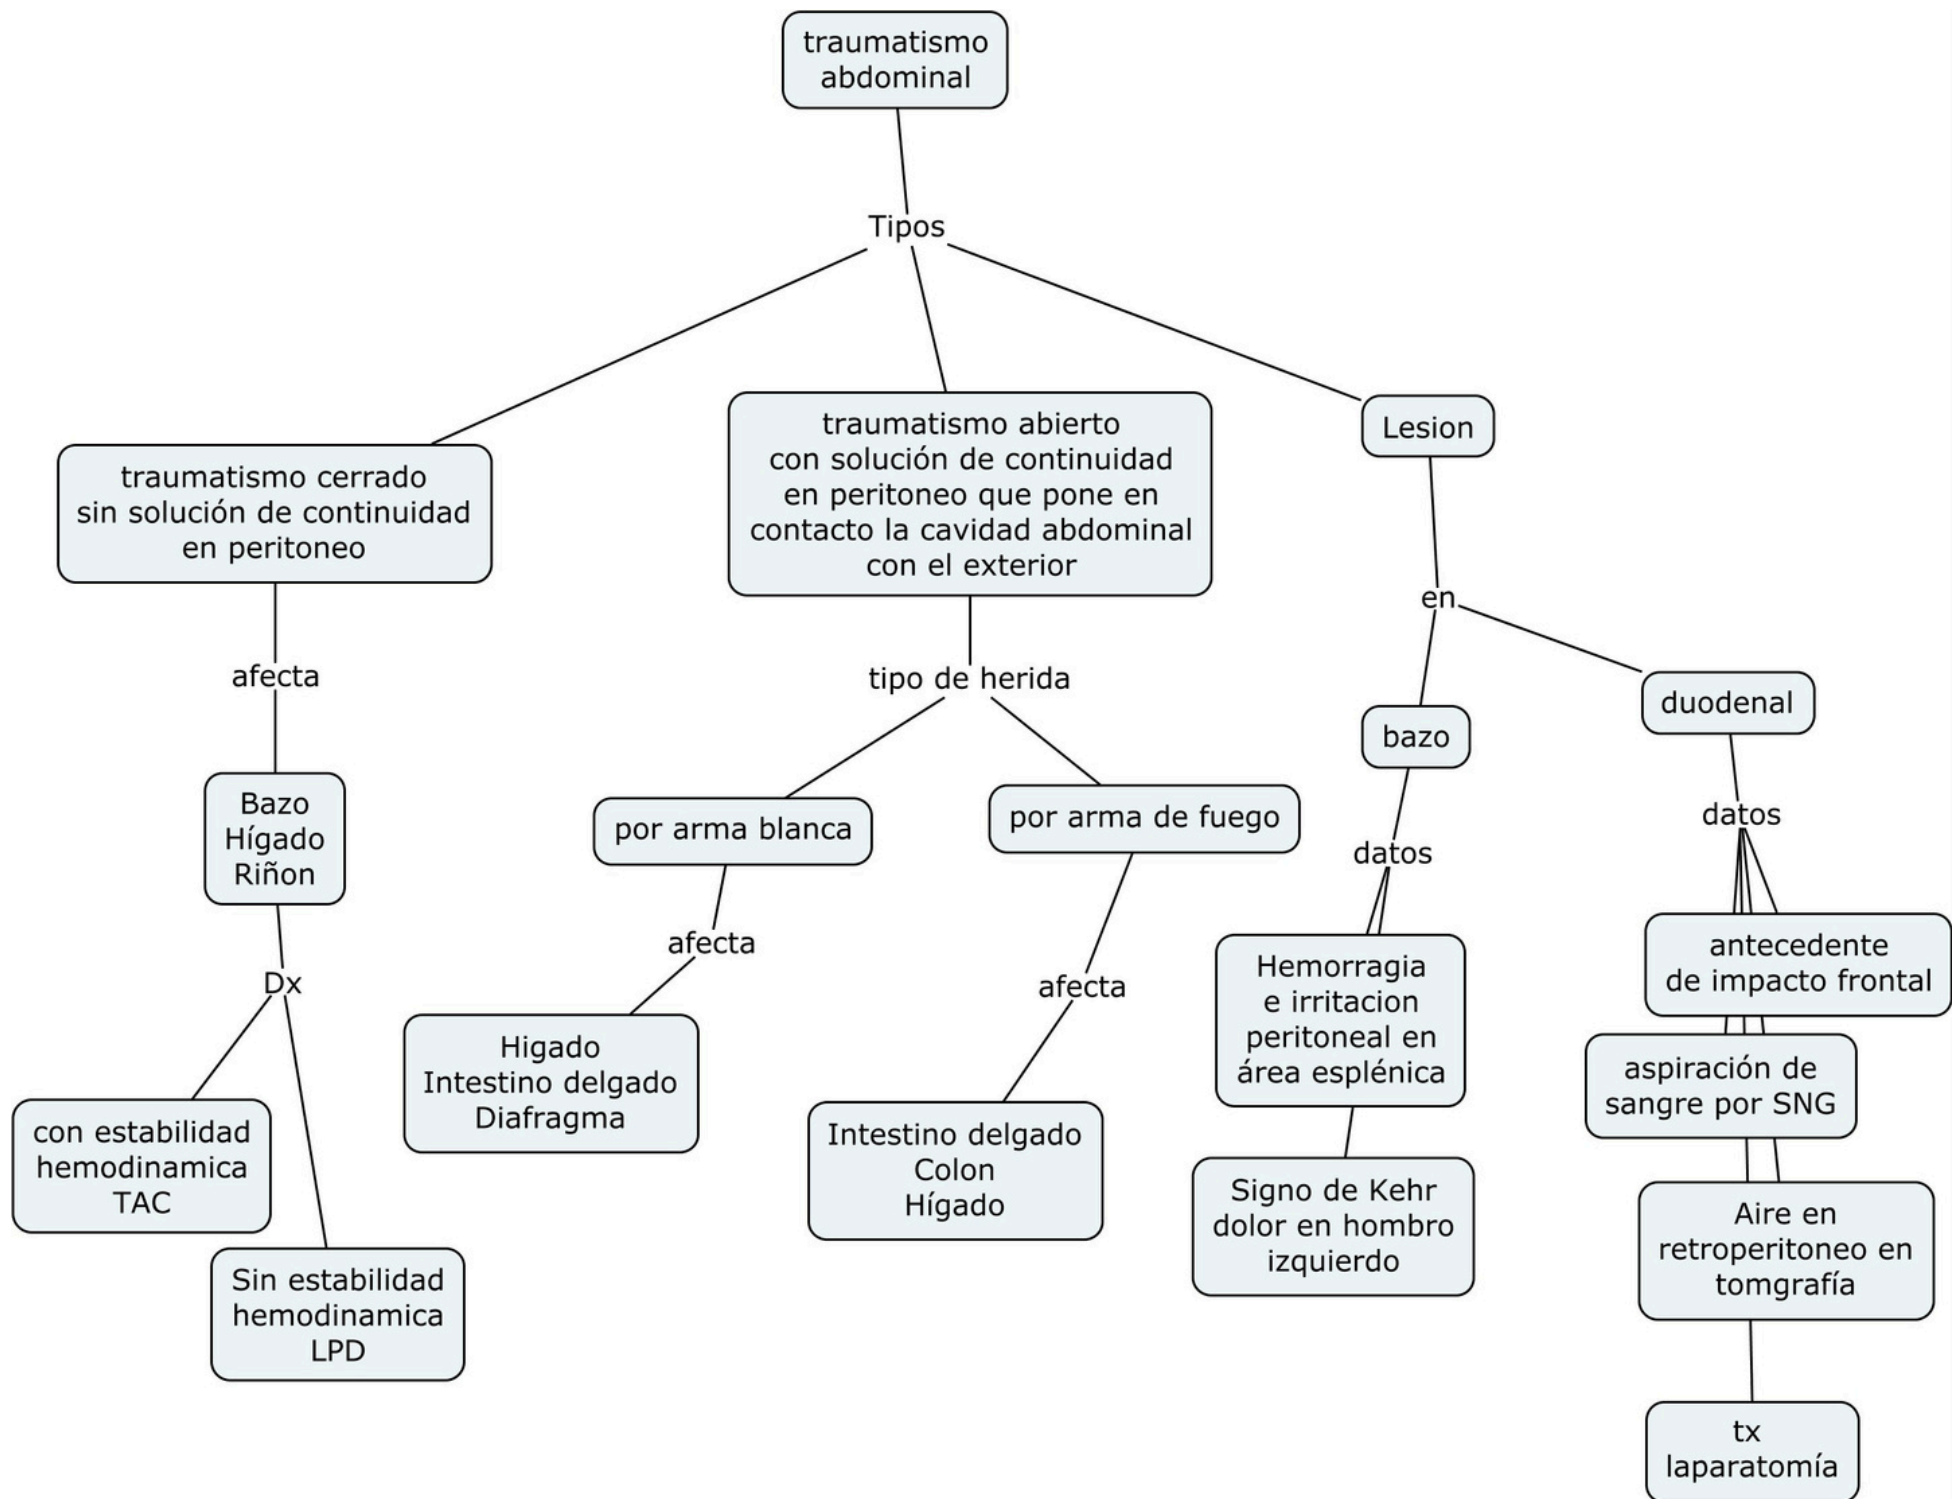 traumatismo
abdominal
Tipos
traumatismo cerrado
sin solución de continuidad
en peritoneo
traumatismo abierto
con solución de continuidad
en peritoneo que pone en
contacto la cavidad abdominal
con el exterior
Lesion
afecta
tipo de herida
en
Bazo
Hígado
Riñon
por arma blanca
por arma de fuego
bazo
duodenal
Dx
afecta
afecta
datos
datos
con estabilidad
hemodinamica
TAC
Sin estabilidad
hemodinamica
LPD
Higado
Intestino delgado
Diafragma
Intestino delgado
Colon
Hígado
Hemorragia
e irritacion
peritoneal en
área esplénica
Signo de Kehr
dolor en hombro
izquierdo
antecedente
de impacto frontal
aspiración de
sangre por SNG
Aire en
retroperitoneo en
tomgrafía
tx
laparatomía